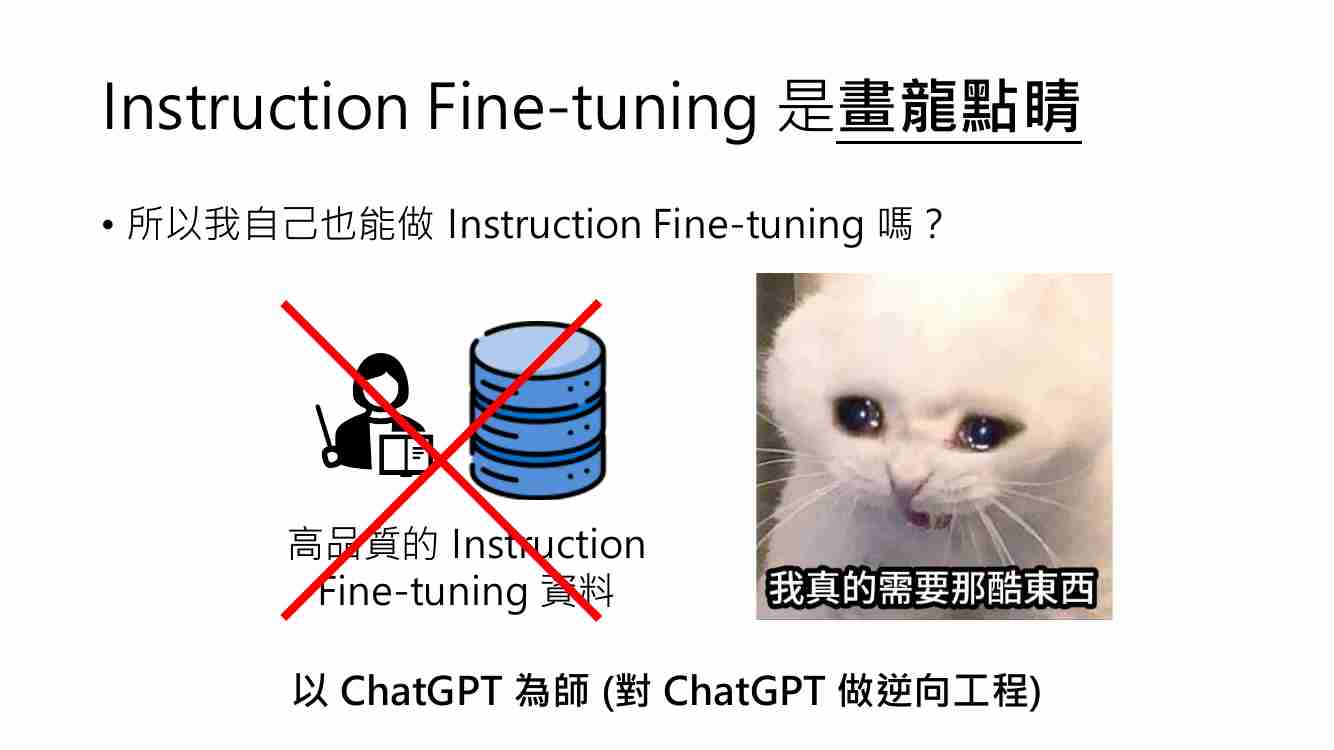 Instruction Fine-tuning 是畫龍點睛
• 所以我自己也能做 Instruction Fine-tuning 嗎？
高品質的 Instruction
Fine-tuning 資料
我真的需要那酷東西
以 ChatGPT 為師 (對 ChatGPT 做逆向工程)